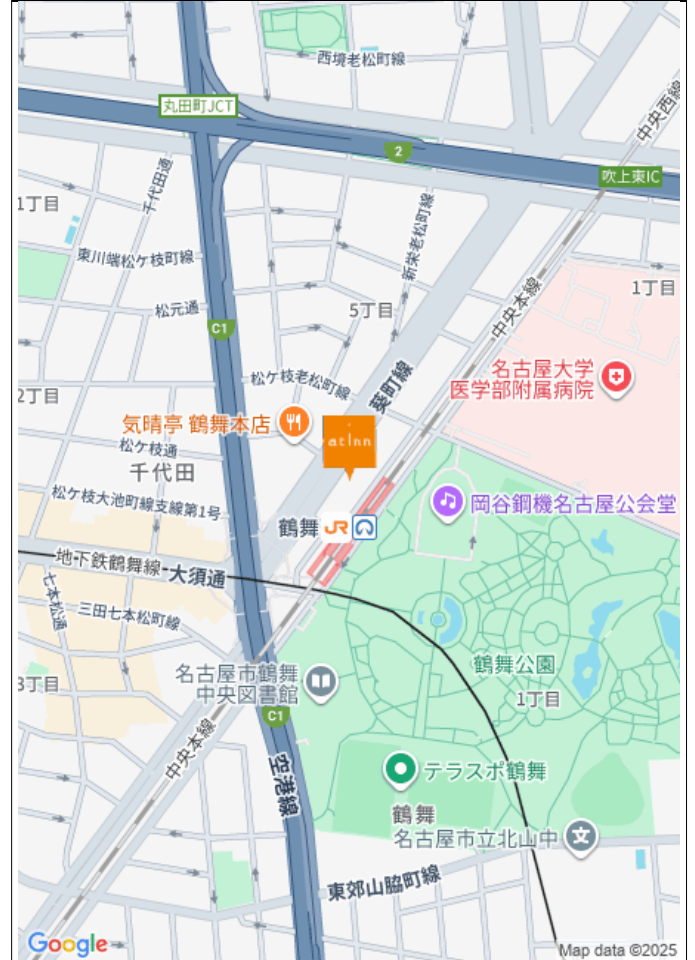 西境老松町線
丸田町JCT
中央西線
2
吹上東IC
千代田通
1丁目
新栄老松町線
東川端松ケ枝町線
1丁目
中央本線
松元通
5丁目
C1
名古屋大学
医学部附属病院
松ケ枝老松町線
葵町線
2丁目
気晴亭 鶴舞本店
atInn
松ケ枝通
千代田
松ケ枝大池町線支線第1号
岡谷鋼機名古屋公会堂
鶴舞
JR
地下鉄鶴舞線
大須通
七本松通
三田七本松町線
鶴舞公園
名古屋市鶴舞
中央図書館
3丁目
1丁目
C1
中央本線
空港線
テラスポ鶴舞
鶴舞
名古屋市立北山中
文
東郊山脇町線
Google
Map data ©2025